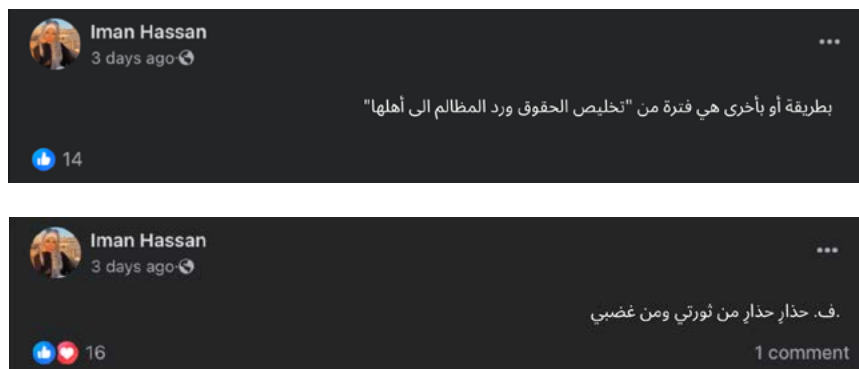 Iman Hassan
3 days ago·
بطريقة أو بأخرى هي فترة من "تخليص الحقوق ورد المظالم الى أهلها"
14
Iman Hassan
3 days ago·
.ف. حذارِ حذارِ من ثورتي ومن غضبي
16
1 comment